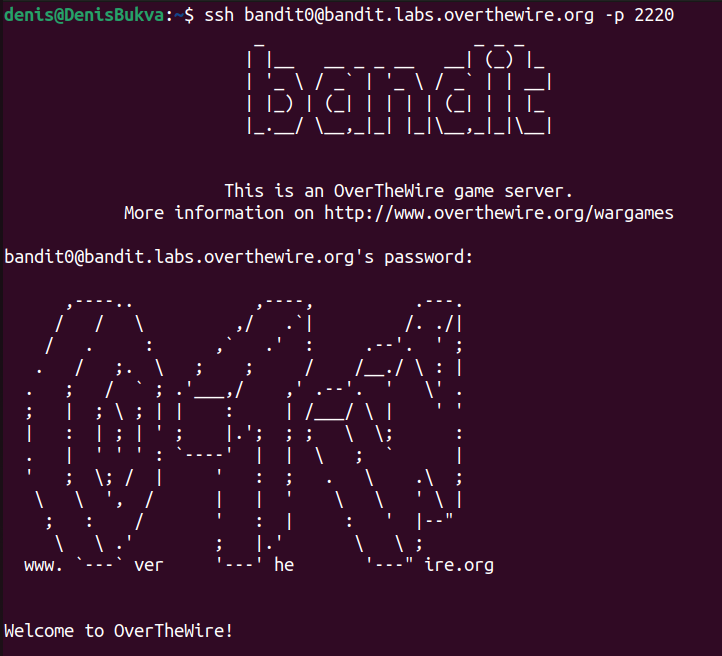 denis@DenisBukva:~$ ssh bandit0@bandit.labs.overthewire.org -p 2220
bandit
This is an OverTheWire game server.
More information on http://www.overthewire.org/wargames
bandit0@bandit.labs.overthewire.org's password:
www. ver he ire.org
Welcome to OverTheWire!